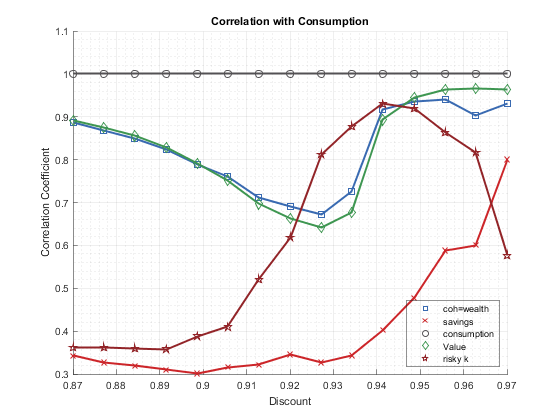 Correlation with Consumption
Correlation Coefficient
1.1
1
0.9
0.8
0.7
0.6
0.5
0.4
0.3
0.87 0.88 0.89 0.9 0.91 0.92 0.93 0.94 0.95 0.96 0.97
Discount
coh=wealth
savings
consumption
Value
risky k